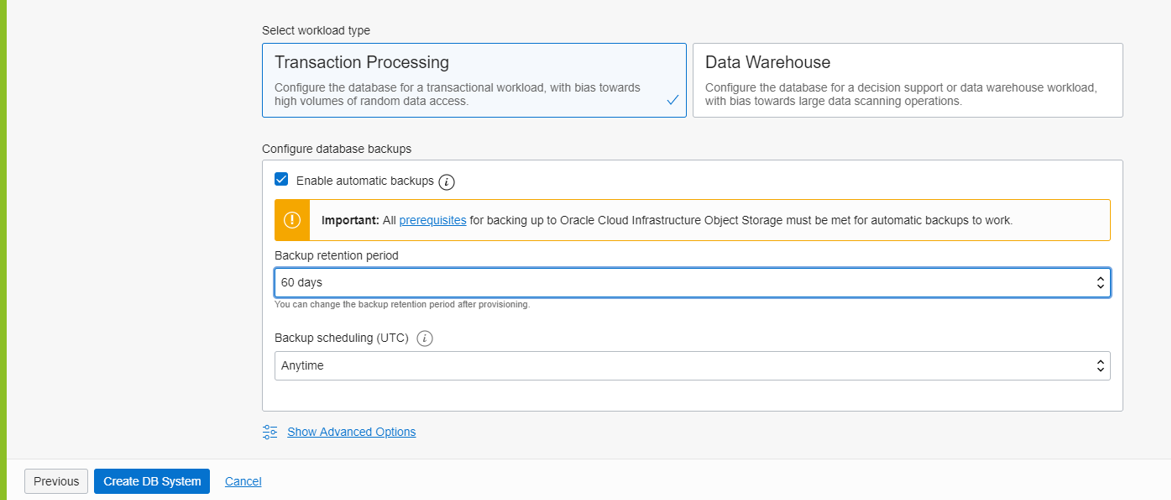 Select workload type
Transaction Processing
Configure the database for a transactional workload, with bias towards
high volumes of random data access.
Data Warehouse
Configure the database for a decision support or data warehouse workload,
with bias towards large data scanning operations.
Configure database backups
Enable automatic backups
Important: All prerequisites for backing up to Oracle Cloud Infrastructure Object Storage must be met for automatic backups to work.
Backup retention period
60 days
You can change the backup retention period after provisioning.
Backup scheduling (UTC)
Anytime
Show Advanced Options
Previous
Create DB System
Cancel